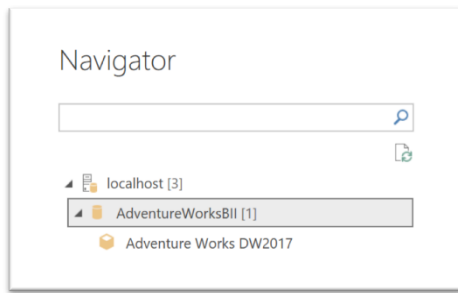 Navigator
localhost [3]
AdventureWorksBII [1]
Adventure Works DW2017